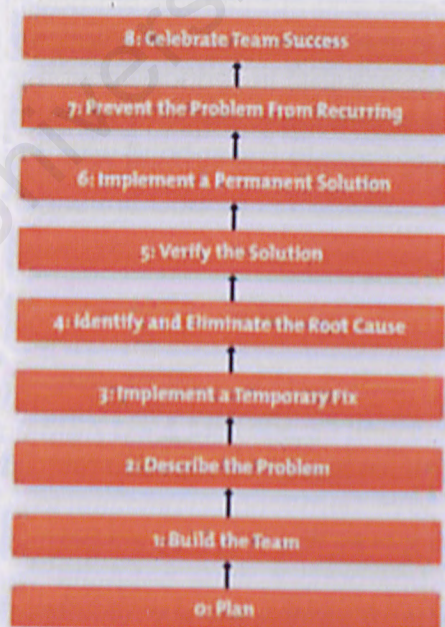 8: Celebrate Team Success
7: Prevent the Problem From Recurring
6: Implement a Permanent Solution
5: Verify the Solution
4: Identify and Eliminate the Root Cause
3: Implement a Temporary Fix
2: Describe the Problem
1: Build the Team
0: Plan